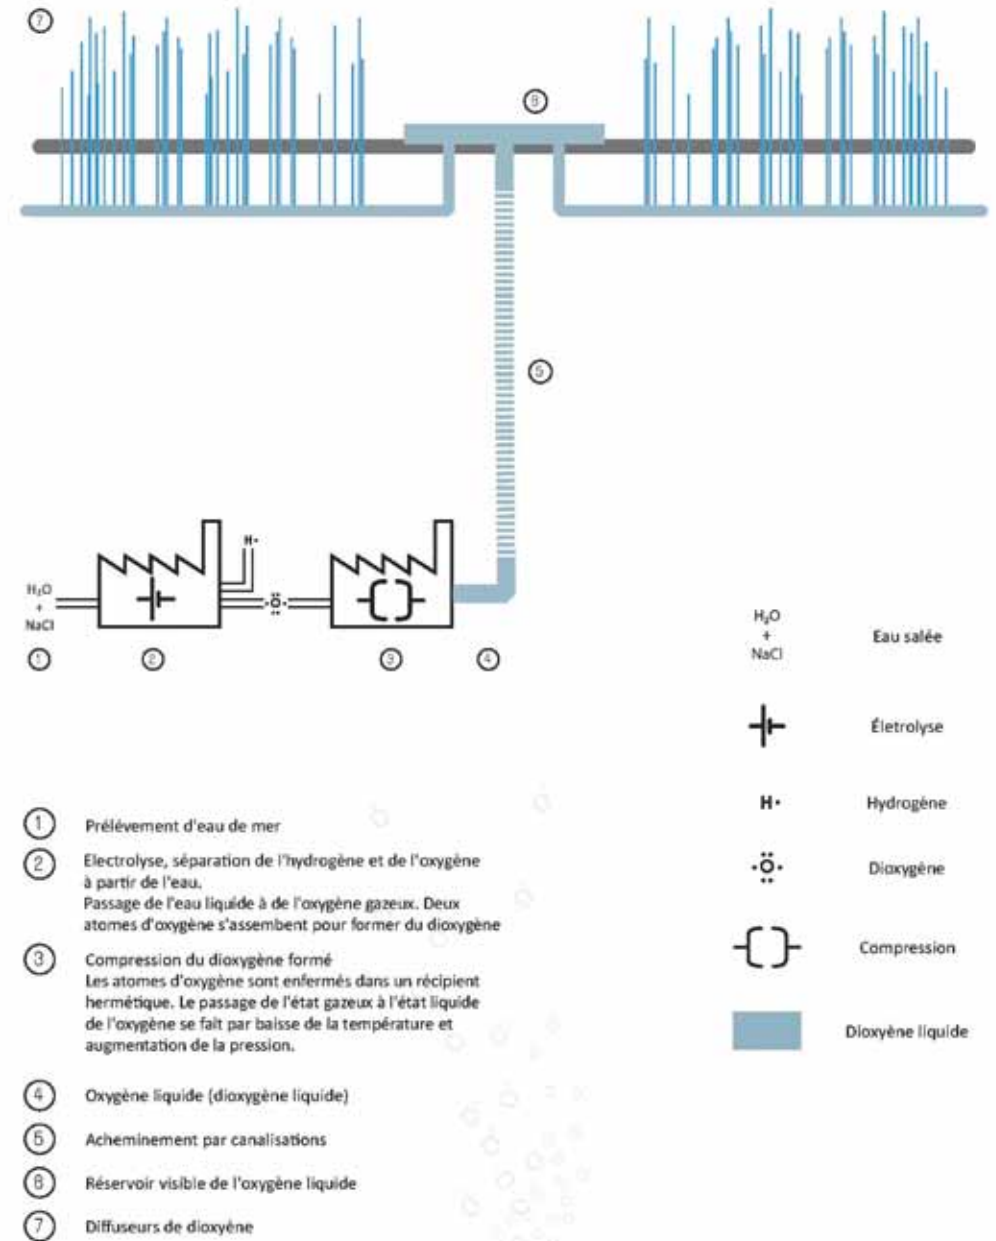 7
8
5
H₂O
+
NaCl
H·
·Ö·
1
2
3
4
H₂O
+
NaCl
Eau salée
Életrolyse
H·
Hydrogène
·Ö·
Dioxygène
Compression
Dioxyène liquide
1 Prélévement d'eau de mer
2 Electrolyse, séparation de l'hydrogène et de l'oxygène
à partir de l'eau.
Passage de l'eau liquide à de l'oxygène gazeux. Deux
atomes d'oxygène s'assembent pour former du dioxygène
3 Compression du dioxygène formé
Les atomes d'oxygène sont enfermés dans un récipient
hermétique. Le passage de l'état gazeux à l'état liquide
de l'oxygène se fait par baisse de la température et
augmentation de la pression.
4 Oxygène liquide (dioxygène liquide)
5 Acheminement par canalisations
8 Réservoir visible de l'oxygène liquide
7 Diffuseurs de dioxyène